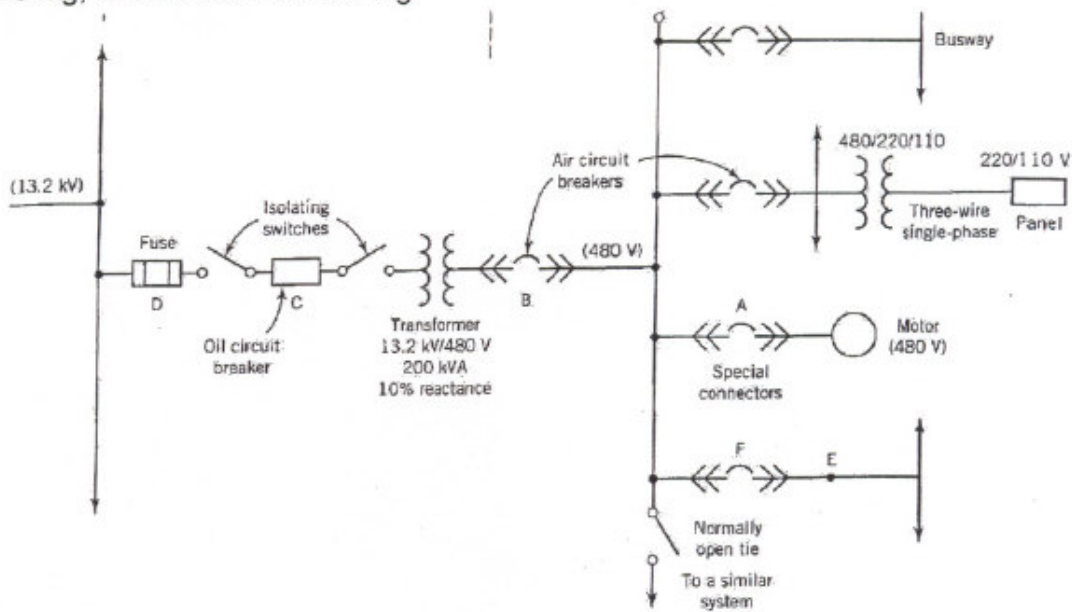 Busway
480/220/110
220/110 V
Air circuit
breakers
(13.2 kV)
Isolating
switches
Three-wire
single-phase
Panel
Fuse
(480 V)
D
C
B
A
Oil circuit
breaker
Transformer
13.2 kV/480 V
200 kVA
10% reactance
Motor
(480 V)
Special
connectors
F
E
Normally
open tie
To a similar
system